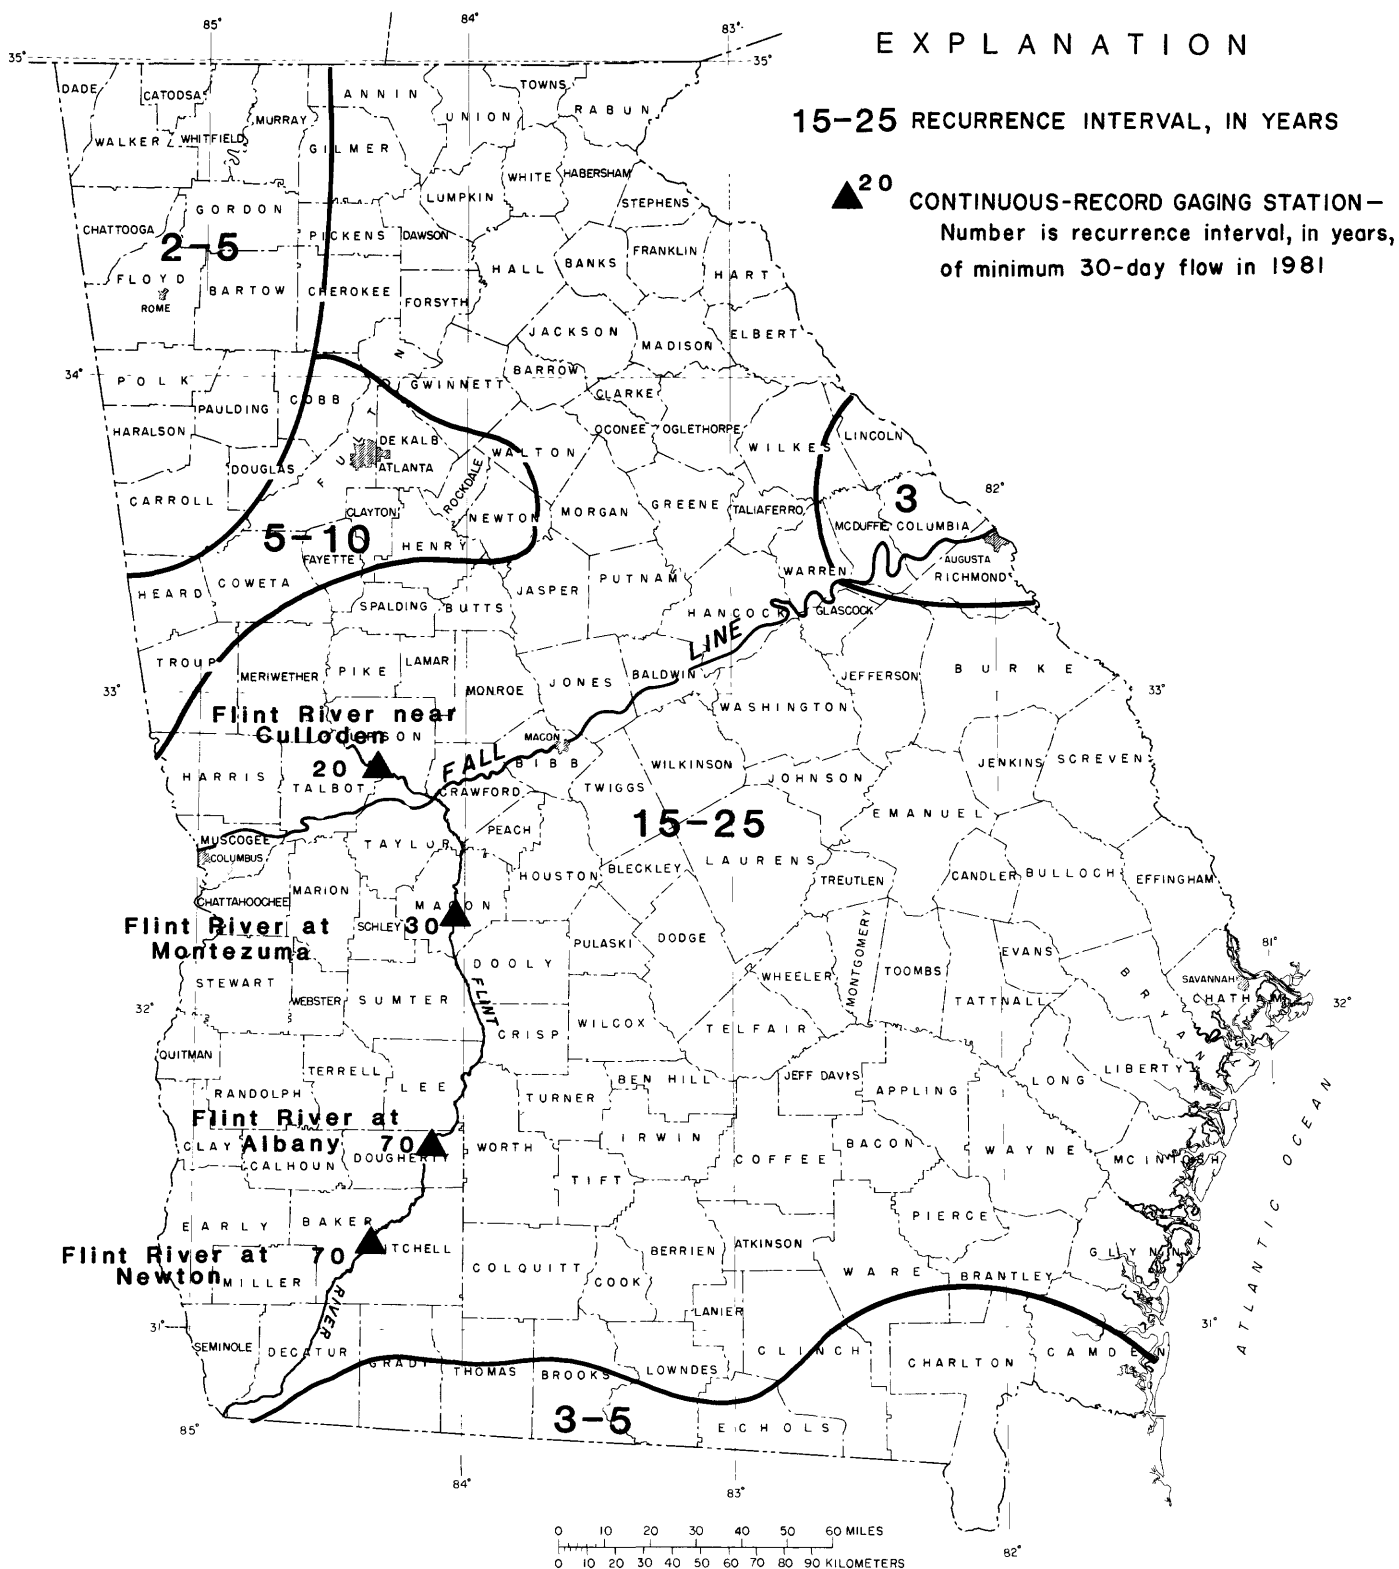 85°
84°
83°
35°
35°
EXPLANATION
15-25 RECURRENCE INTERVAL, IN YEARS
20 CONTINUOUS-RECORD GAGING STATION—
Number is recurrence interval, in years,
of minimum 30-day flow in 1981
DADE
CATOOSA
MURRAY
ANNIN
UNION
TOWNS
RABUN
WALKER
WHITFIELD
GILMER
WHITE
HABERSHAM
LUMPKIN
STEPHENS
CHATTOOGA
GORDON
2-5
PICKENS
DAWSON
HALL
BANKS
FRANKLIN
HART
FLOYD
ROME
BARTOW
CHEROKEE
FORSYTH
JACKSON
MADISON
ELBERT
34°
POLK
PAULDING
COBB
GWINNETT
BARROW
CLARKE
HARALSON
FULTON
DE KALB
ATLANTA
WALTON
OCONEE
OGLETHORPE
WILKES
LINCOLN
DOUGLAS
CARROLL
CLAYTON
ROCKDALE
NEWTON
MORGAN
GREENE
TALIAFERRO
3
82°
MCDUFFIE
COLUMBIA
5-10
FAYETTE
HENRY
HEARD
COWETA
SPALDING
BUTTS
JASPER
PUTNAM
HANCOCK
WARREN
GLASCOCK
AUGUSTA
RICHMOND
TROUP
MERIWETHER
PIKE
LAMAR
MONROE
JONES
BALDWIN
LINE
JEFFERSON
BURKE
33°
33°
WASHINGTON
Flint River near
Culloden
SON
20
HARRIS
TALBOT
FALL
MACON
BIBB
CRAWFORD
TWIGGS
WILKINSON
JOHNSON
JENKINS
SCREVEN
15-25
EMANUEL
MUSCOGEE
COLUMBUS
TAYLOR
PEACH
HOUSTON
BLECKLEY
LAURENS
TREUTLEN
CANDLER
BULLOCH
EFFINGHAM
CHATTAHOOCHEE
MARION
MACON
SCHLEY
30
Flint River at
Montezuma
DOOLY
PULASKI
DODGE
WHEELER
MONTGOMERY
TOOMBS
EVANS
TATTNALL
BRYAN
81°
SAVANNAH
CHATHAM
STEWART
WEBSTER
SUMTER
FLINT
CRISP
WILCOX
TELFAIR
32°
32°
QUITMAN
RANDOLPH
TERRELL
LEE
TURNER
BEN HILL
JEFF DAVIS
APPLING
LONG
LIBERTY
Flint River at
Albany 70
CLAY
CALHOUN
DOUGHERTY
WORTH
IRWIN
COFFEE
BACON
WAYNE
MCINTOSH
ATLANTIC OCEAN
TIFT
EARLY
BAKER
TCHELL
Flint River at
Newton
70
MILLER
COLQUITT
COOK
BERRIEN
ATKINSON
WARE
PIERCE
BRANTLEY
GLYNN
LANIER
31°
31°
SEMINOLE
DECATUR
RIVER
GRADY
THOMAS
BROOKS
LOWNDES
CLINCH
CHARLTON
CAMDEN
85°
3-5
ECHOLS
84°
83°
82°
0 10 20 30 40 50 60 MILES
0 10 20 30 40 50 60 70 80 90 KILOMETERS